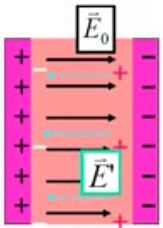 E⃗₀
+ −
+ − + −
+ −
+ −
+ − + −
E⃗'
+ −
+ −
+ + −